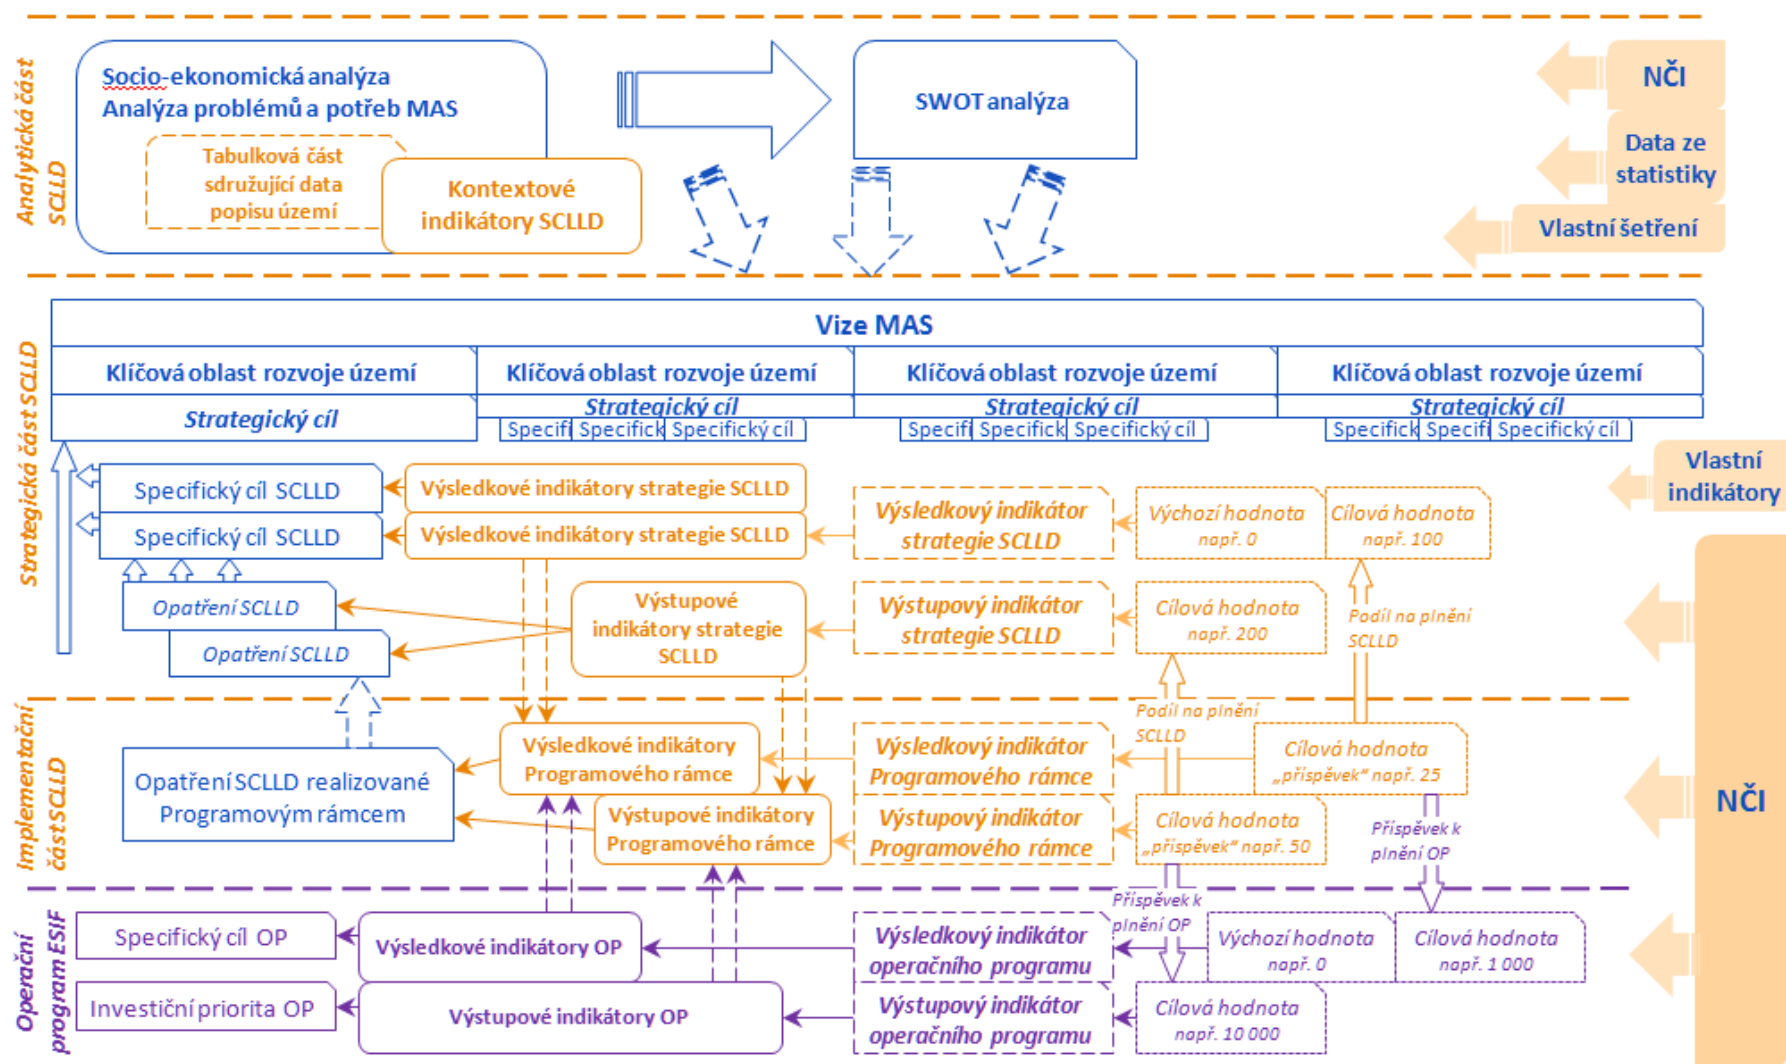 Analytická část
SCLLD
Socio-ekonomická analýza
Analýza problémů a potřeb MAS
Tabulková část
sdružující data
popisu území
Kontextové
indikátory SCLLD
SWOT analýza
NČI
Data ze
statistiky
Vlastní šetření
Strategická část SCLLD
Vize MAS
Klíčová oblast rozvoje území
Klíčová oblast rozvoje území
Klíčová oblast rozvoje území
Klíčová oblast rozvoje území
Strategický cíl
Strategický cíl
Strategický cíl
Strategický cíl
Specifi
Specifick
Specifický cíl
Specifi
Specifick
Specifický cíl
Specifick
Specifi
Specifický cíl
Specifický cíl SCLLD
Výsledkové indikátory strategie SCLLD
Specifický cíl SCLLD
Výsledkové indikátory strategie SCLLD
Výsledkový indikátor
strategie SCLLD
Výchozí hodnota
např. 0
Cílová hodnota
např. 100
Vlastní
indikátory
Opatření SCLLD
Opatření SCLLD
Výstupové
indikátory strategie
SCLLD
Výstupový indikátor
strategie SCLLD
Cílová hodnota
např. 200
Podíl na plnění
SCLLD
Implementační
část SCLLD
Opatření SCLLD realizované
Programovým rámcem
Výsledkové indikátory
Programového rámce
Výstupové indikátory
Programového rámce
Výsledkový indikátor
Programového rámce
Výstupový indikátor
Programového rámce
Podíl na plnění
SCLLD
Cílová hodnota
„příspěvek“ např. 25
Cílová hodnota
„příspěvek“ např. 50
Příspěvek k
plnění OP
NČI
Operační
program ESIF
Specifický cíl OP
Investiční priorita OP
Výsledkové indikátory OP
Výstupové indikátory OP
Výsledkový indikátor
operačního programu
Výstupový indikátor
operačního programu
Příspěvek k
plnění OP
Výchozí hodnota
např. 0
Cílová hodnota
např. 1 000
Cílová hodnota
např. 10 000